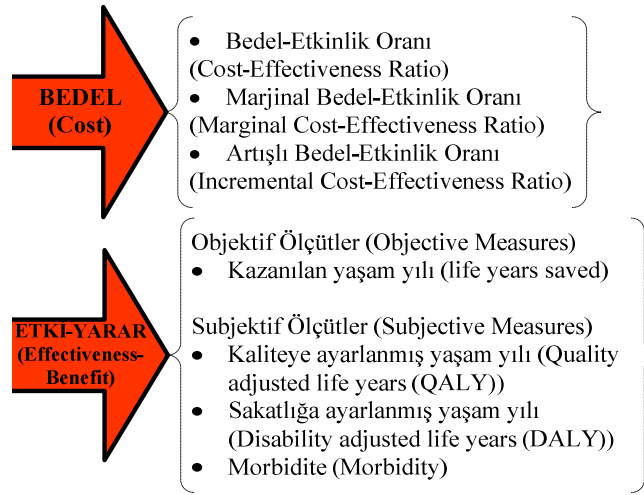 BEDEL
(Cost)
• Bedel-Etkinlik Oranı
(Cost-Effectiveness Ratio)
• Marjinal Bedel-Etkinlik Oranı
(Marginal Cost-Effectiveness Ratio)
• Artışlı Bedel-Etkinlik Oranı
(Incremental Cost-Effectiveness Ratio)
ETKİ-YARAR
(Effectiveness-
Benefit)
Objektif Ölçütler (Objective Measures)
• Kazanılan yaşam yılı (life years saved)
Subjektif Ölçütler (Subjective Measures)
• Kaliteye ayarlanmış yaşam yılı (Quality
adjusted life years (QALY))
• Sakatlığa ayarlanmış yaşam yılı
(Disability adjusted life years (DALY))
• Morbidite (Morbidity)